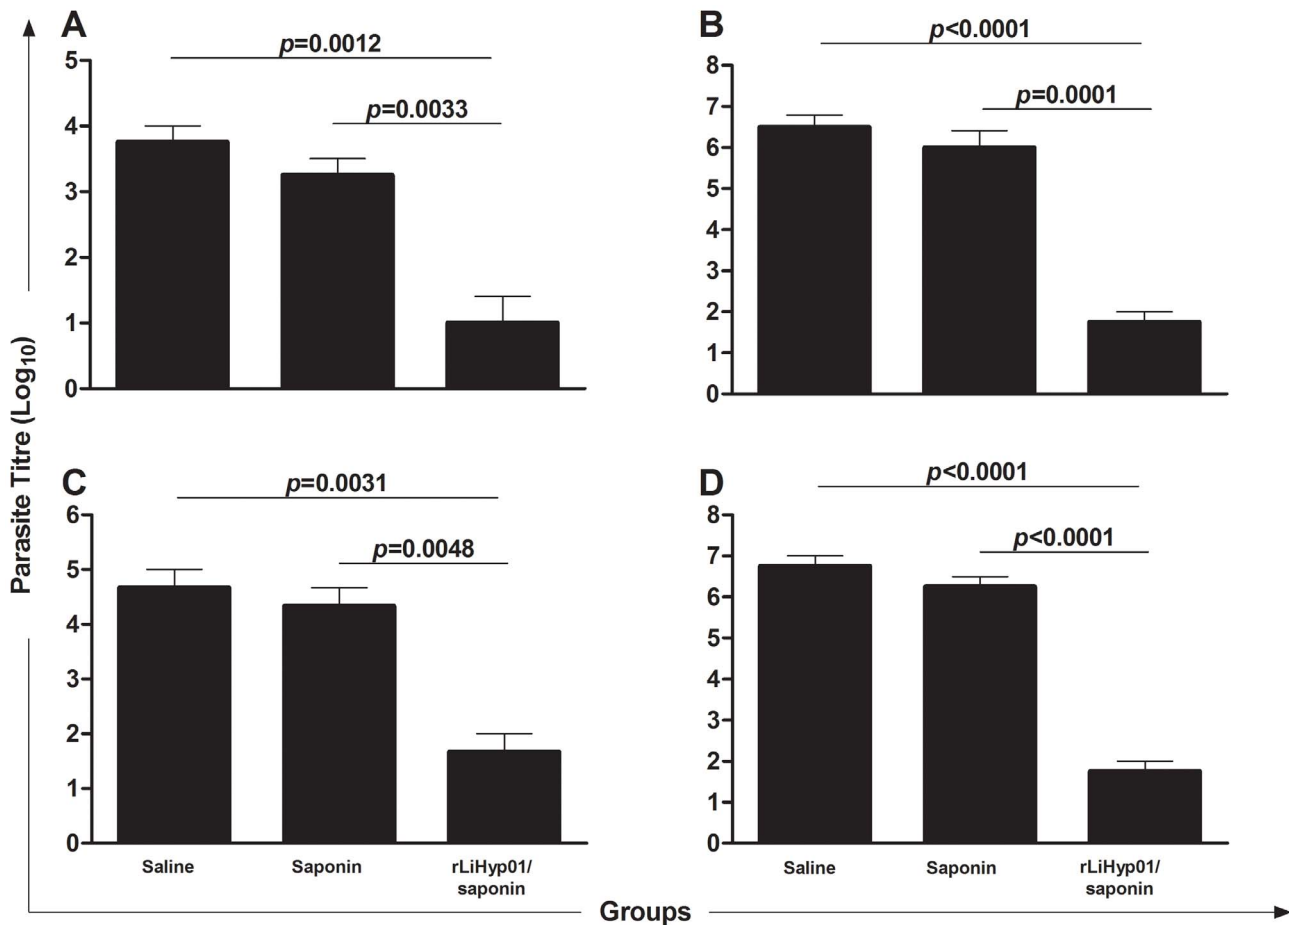 A
p=0.0012
p=0.0033
5
4
3
2
1
0
B
p<0.0001
p=0.0001
8
7
6
5
4
3
2
1
0
Parasite Titre (Log10)
C
p=0.0031
p=0.0048
6
5
4
3
2
1
0
Saline
Saponin
rLiHyp01/
saponin
D
p<0.0001
p<0.0001
8
7
6
5
4
3
2
1
0
Saline
Saponin
rLiHyp01/
saponin
Groups